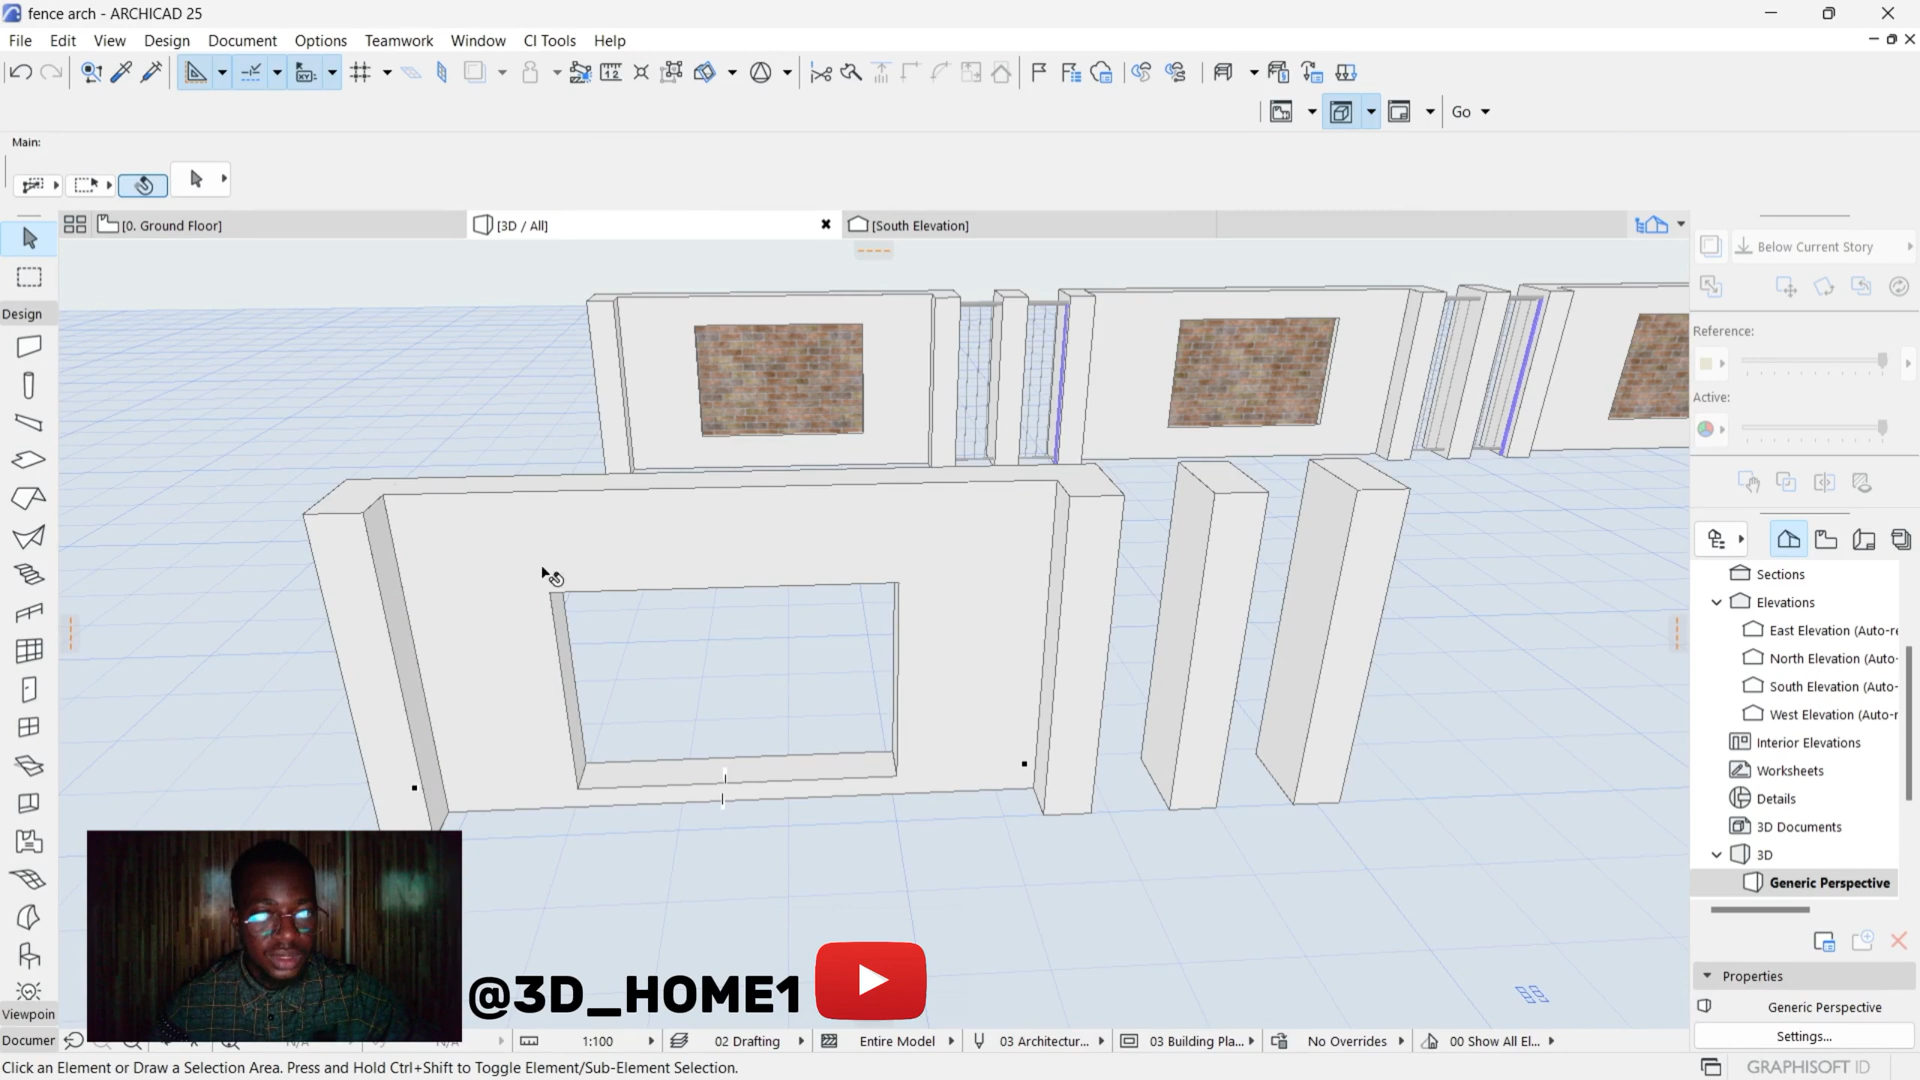 fence arch - ARCHICAD 25
File Edit View Design Document Options Teamwork Window CI Tools Help
Go
Main:
[0. Ground Floor]
[3D / All]
[South Elevation]
Below Current Story
Design
Reference:
Active:
Sections
Elevations
East Elevation (Auto-re
North Elevation (Auto-
South Elevation (Auto-
West Elevation (Auto-r
Interior Elevations
Worksheets
Details
3D Documents
3D
Generic Perspective
Properties
Generic Perspective
Settings...
@3D_HOME1
Viewpoin
Documer
1:100
02 Drafting
Entire Model
03 Architectur...
03 Building Pla...
No Overrides
00 Show All El...
Click an Element or Draw a Selection Area. Press and Hold Ctrl+Shift to Toggle Element/Sub-Element Selection.
GRAPHISOFT ID